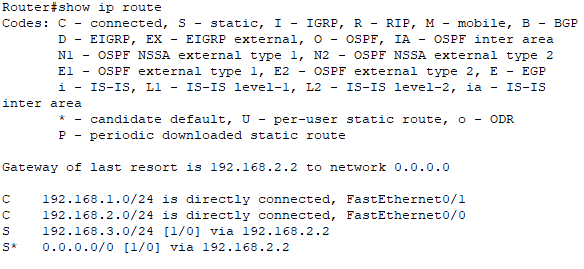 Router#show ip route
Codes: C - connected, S - static, I - IGRP, R - RIP, M - mobile, B - BGP
D - EIGRP, EX - EIGRP external, O - OSPF, IA - OSPF inter area
N1 - OSPF NSSA external type 1, N2 - OSPF NSSA external type 2
E1 - OSPF external type 1, E2 - OSPF external type 2, E - EGP
i - IS-IS, L1 - IS-IS level-1, L2 - IS-IS level-2, ia - IS-IS
inter area
* - candidate default, U - per-user static route, o - ODR
P - periodic downloaded static route
Gateway of last resort is 192.168.2.2 to network 0.0.0.0
C 192.168.1.0/24 is directly connected, FastEthernet0/1
C 192.168.2.0/24 is directly connected, FastEthernet0/0
S 192.168.3.0/24 [1/0] via 192.168.2.2
S* 0.0.0.0/0 [1/0] via 192.168.2.2